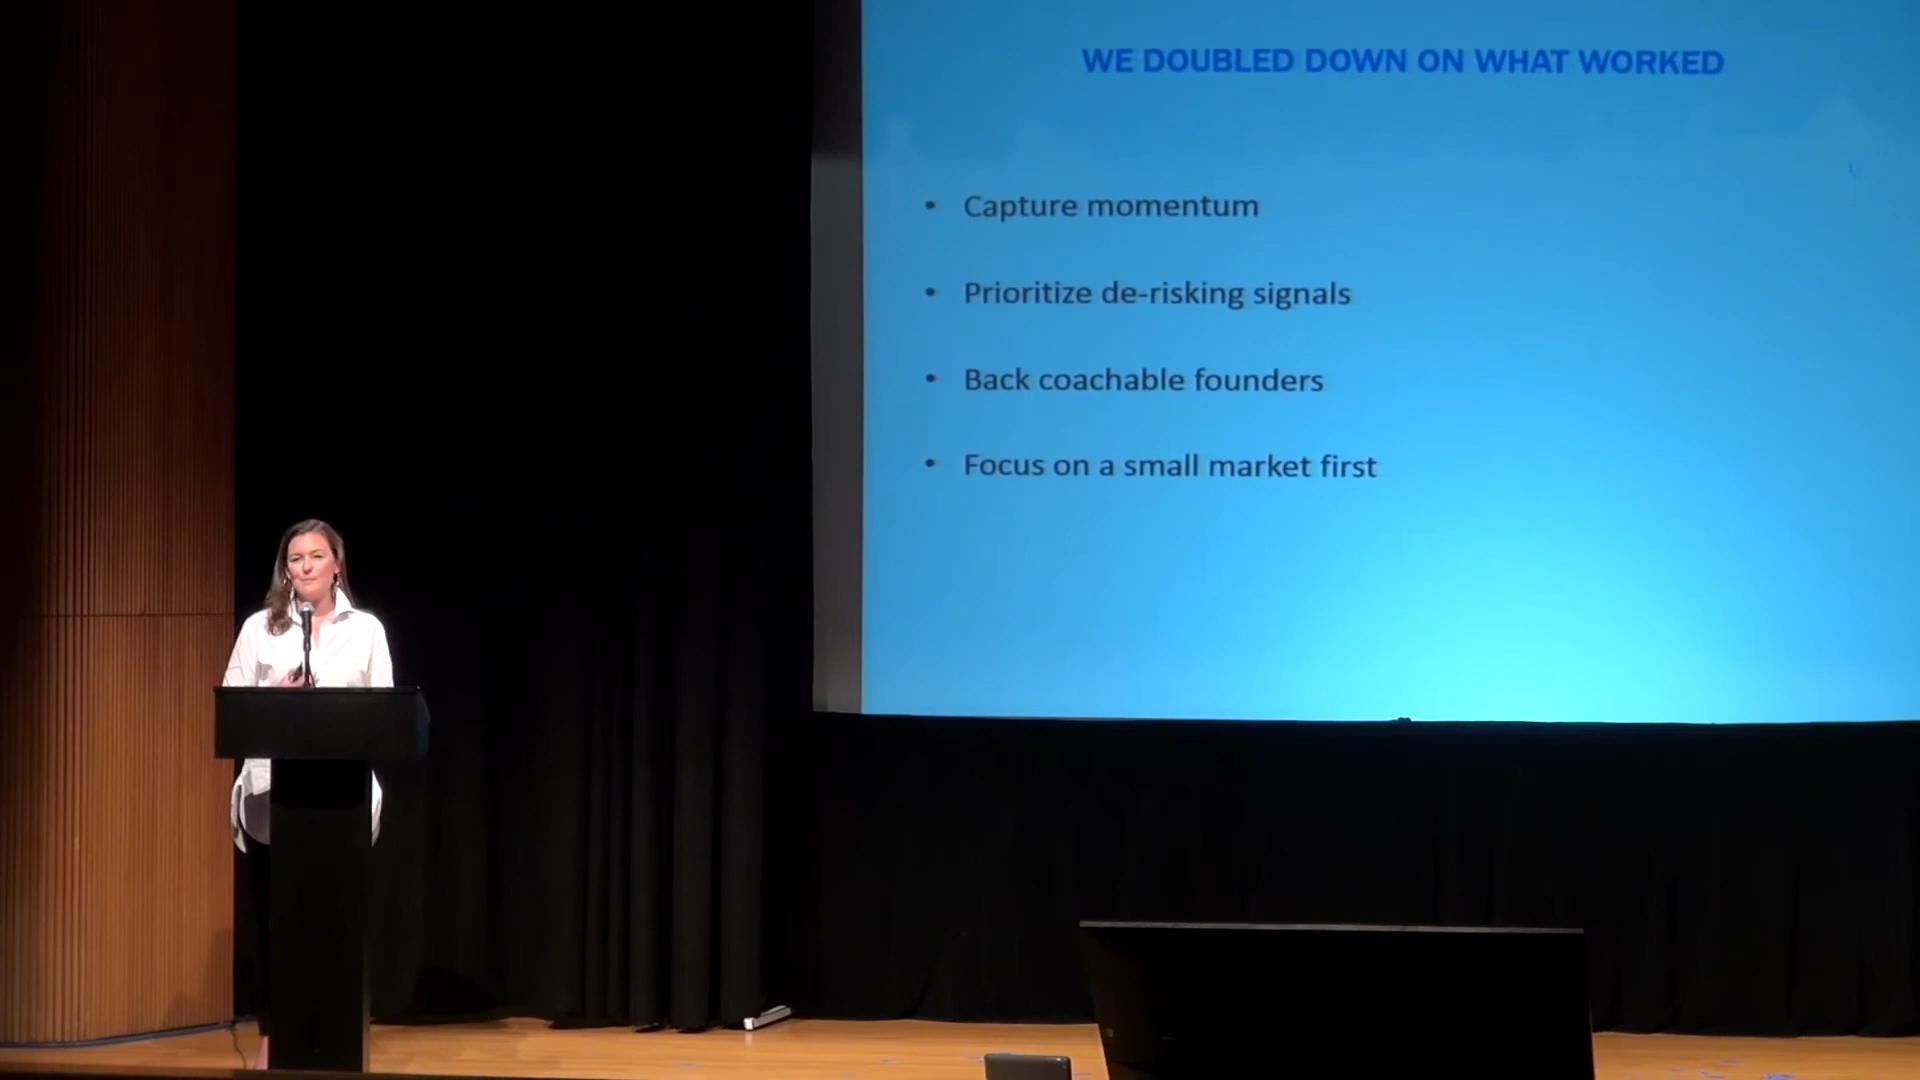 WE DOUBLED DOWN ON WHAT WORKED
• Capture momentum
• Prioritize de-risking signals
• Back coachable founders
• Focus on a small market first